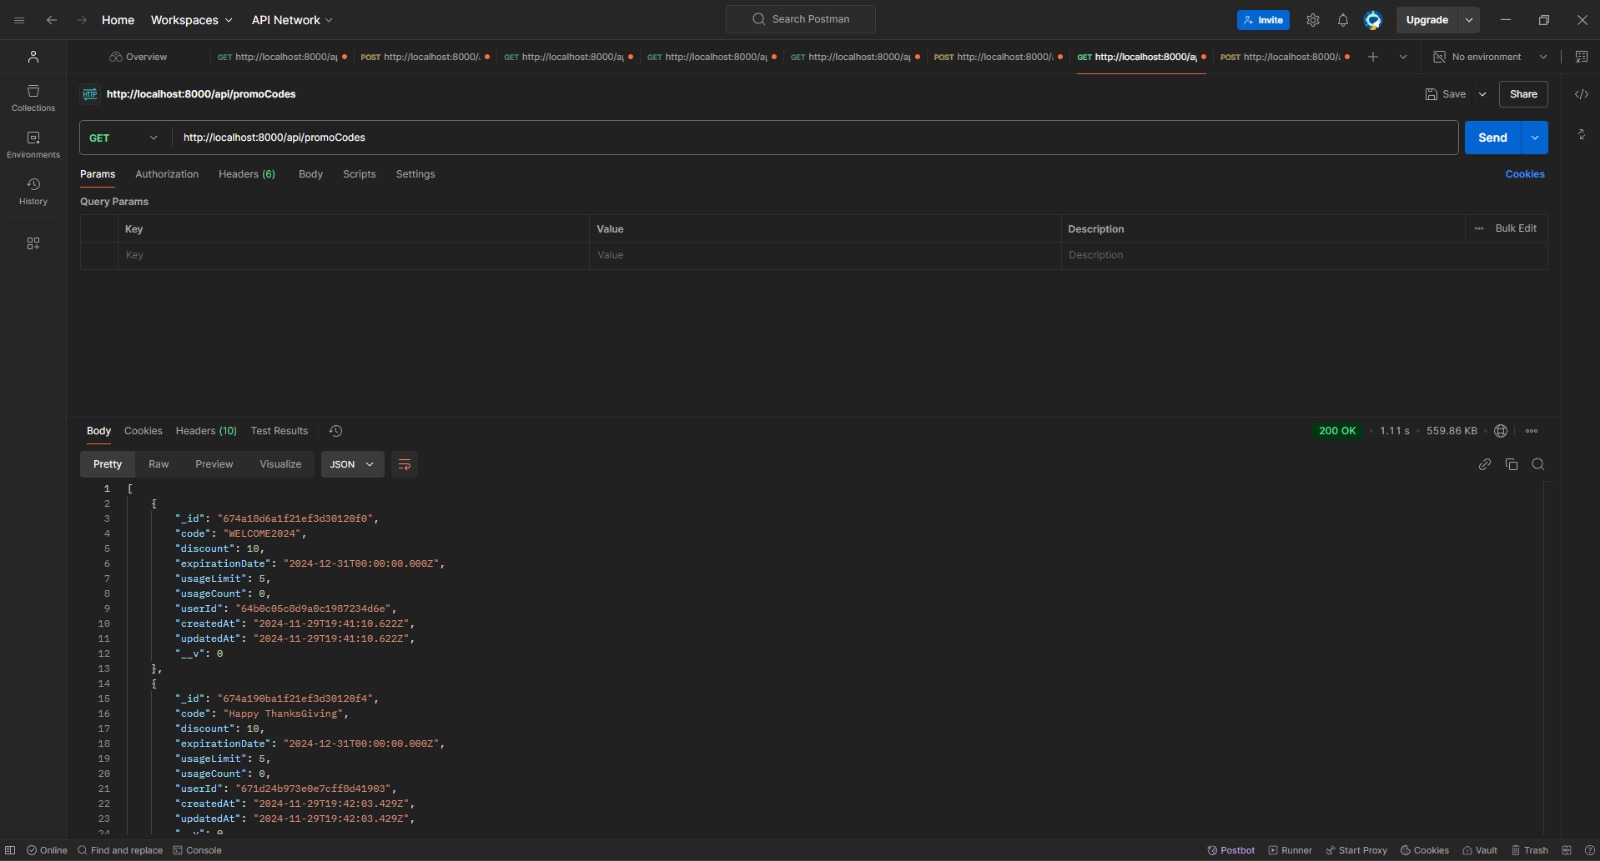 Home Workspaces API Network Search Postman Invite Upgrade
Overview GET http://localhost:8000/a POST http://localhost:8000/ GET http://localhost:8000/a GET http://localhost:8000/a GET http://localhost:8000/a POST http://localhost:8000/ GET http://localhost:8000/a POST http://localhost:8000/ No environment
HTTP http://localhost:8000/api/promoCodes Save Share
Collections
Environments
History
GET http://localhost:8000/api/promoCodes Send
Params Authorization Headers (6) Body Scripts Settings Cookies
Query Params
Key Value Description Bulk Edit
Key Value Description
Body Cookies Headers (10) Test Results 200 OK 1.11 s 559.86 KB
Pretty Raw Preview Visualize JSON
1 [
2 {
3 "_id": "674a18d6a1f21ef3d30120f0",
4 "code": "WELCOME2024",
5 "discount": 10,
6 "expirationDate": "2024-12-31T00:00:00.000Z",
7 "usageLimit": 5,
8 "usageCount": 0,
9 "userId": "64b0c05c8d9a0c1987234d6e",
10 "createdAt": "2024-11-29T19:41:10.622Z",
11 "updatedAt": "2024-11-29T19:41:10.622Z",
12 "__v": 0
13 },
14 {
15 "_id": "674a190ba1f21ef3d30120f4",
16 "code": "Happy ThanksGiving",
17 "discount": 10,
18 "expirationDate": "2024-12-31T00:00:00.000Z",
19 "usageLimit": 5,
20 "usageCount": 0,
21 "userId": "671d24b973e0e7cff8d41903",
22 "createdAt": "2024-11-29T19:42:03.429Z",
23 "updatedAt": "2024-11-29T19:42:03.429Z",
24 "__v": 0
Online Find and replace Console Postbot Runner Start Proxy Cookies Vault Trash